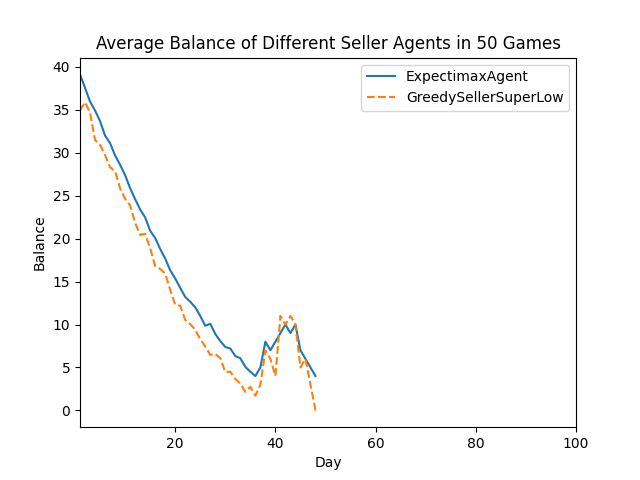 Average Balance of Different Seller Agents in 50 Games
ExpectimaxAgent
GreedySellerSuperLow
40
35
30
25
20
15
10
5
0
Balance
20 40 60 80 100
Day